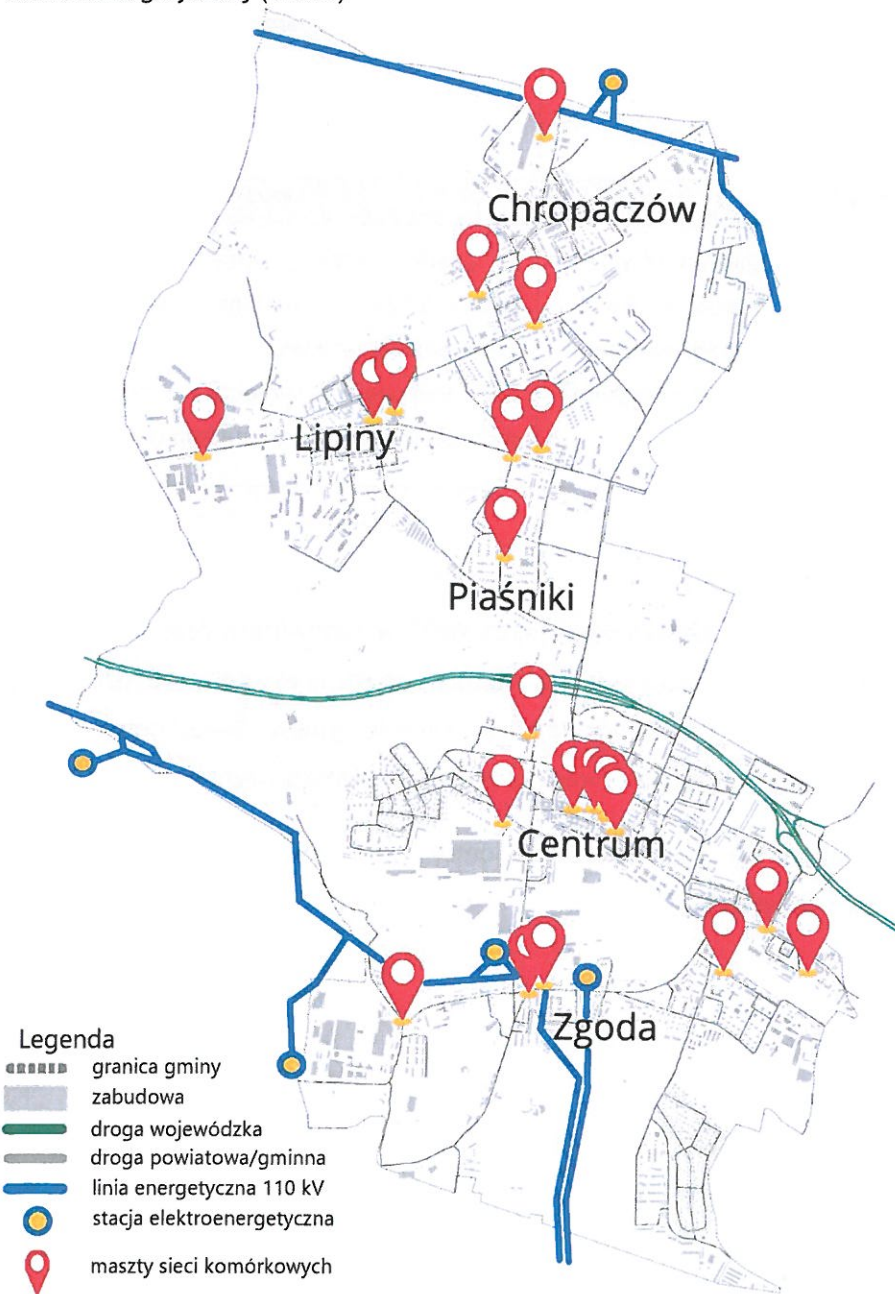 Chropaczów
Lipiny
Piaśniki
Centrum
Zgoda
Legenda
granica gminy
zabudowa
droga wojewódzka
droga powiatowa/gminna
linia energetyczna 110 kV
stacja elektroenergetyczna
maszty sieci komórkowych